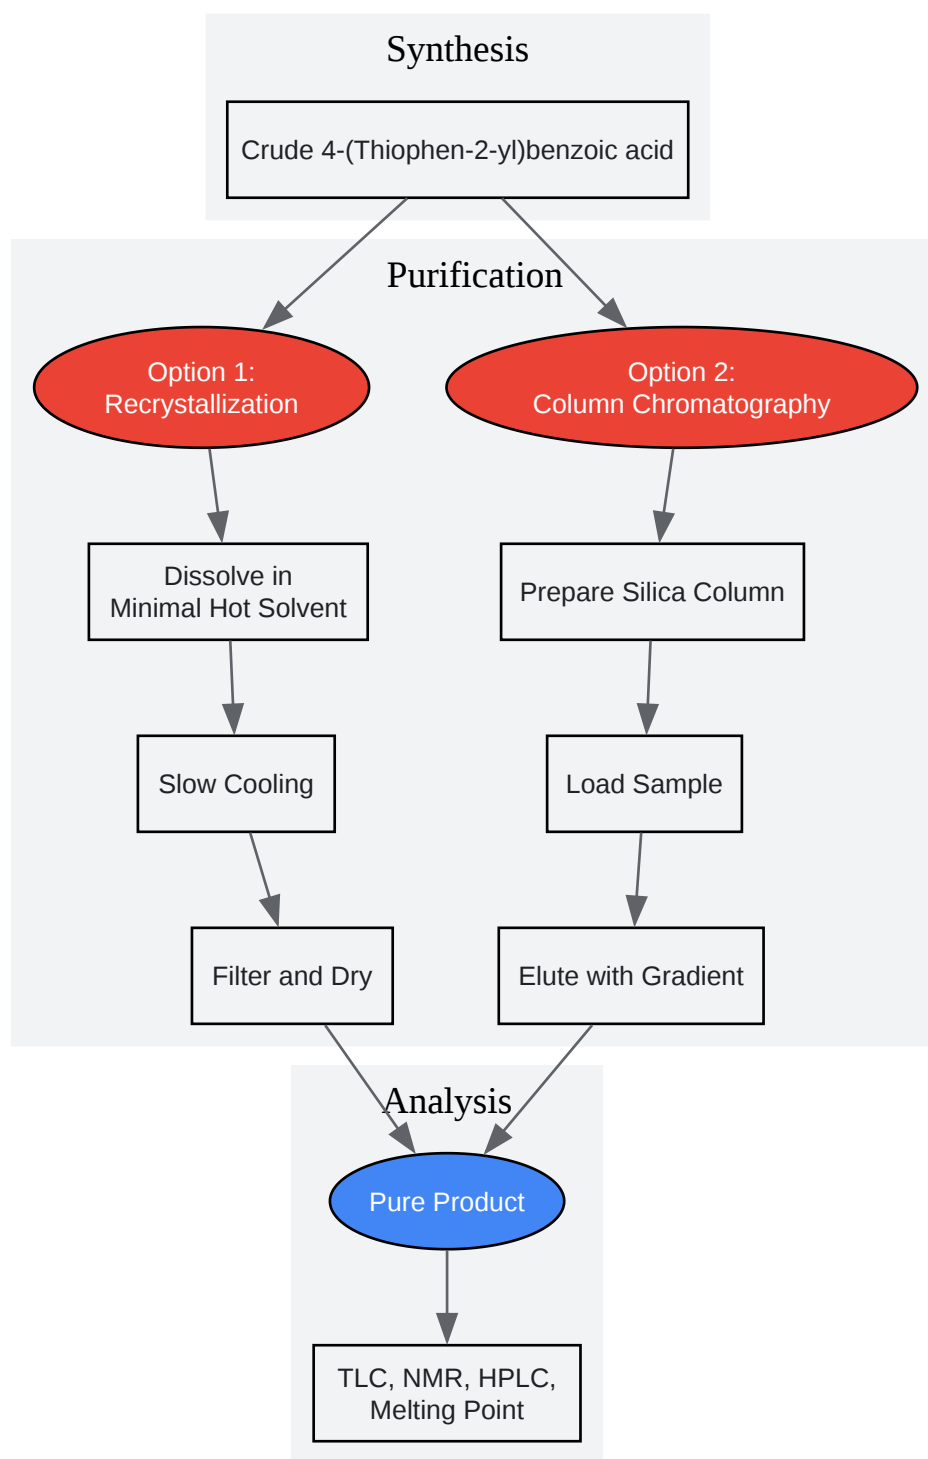 Synthesis
Crude 4-(Thiophen-2-yl)benzoic acid
Purification
Option 1:
Recrystallization
Option 2:
Column Chromatography
Dissolve in
Minimal Hot Solvent
Prepare Silica Column
Slow Cooling
Load Sample
Filter and Dry
Elute with Gradient
Analysis
Pure Product
TLC, NMR, HPLC,
Melting Point